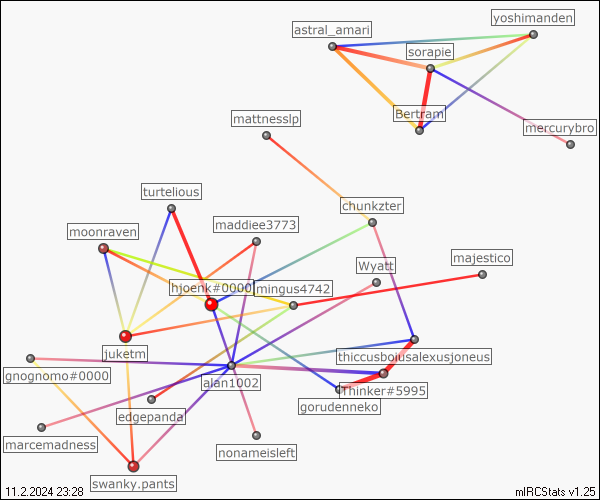 yoshimanden
astral_amari
sorapie
Bertram
mattnesslp
mercurybro
turtelious
chunkzter
maddiee3773
moonraven
majestico
Wyatt
hjoenk#0000
mingus4742
juketm
thiccusbolusalexusjoneus
gnognomo#0000
alan1002
Thinker#5995
gorudenneko
edgepanda
marcemadness
nonameisleft
swanky.pants
11.2.2024 23:28
mIRCStats v1.25